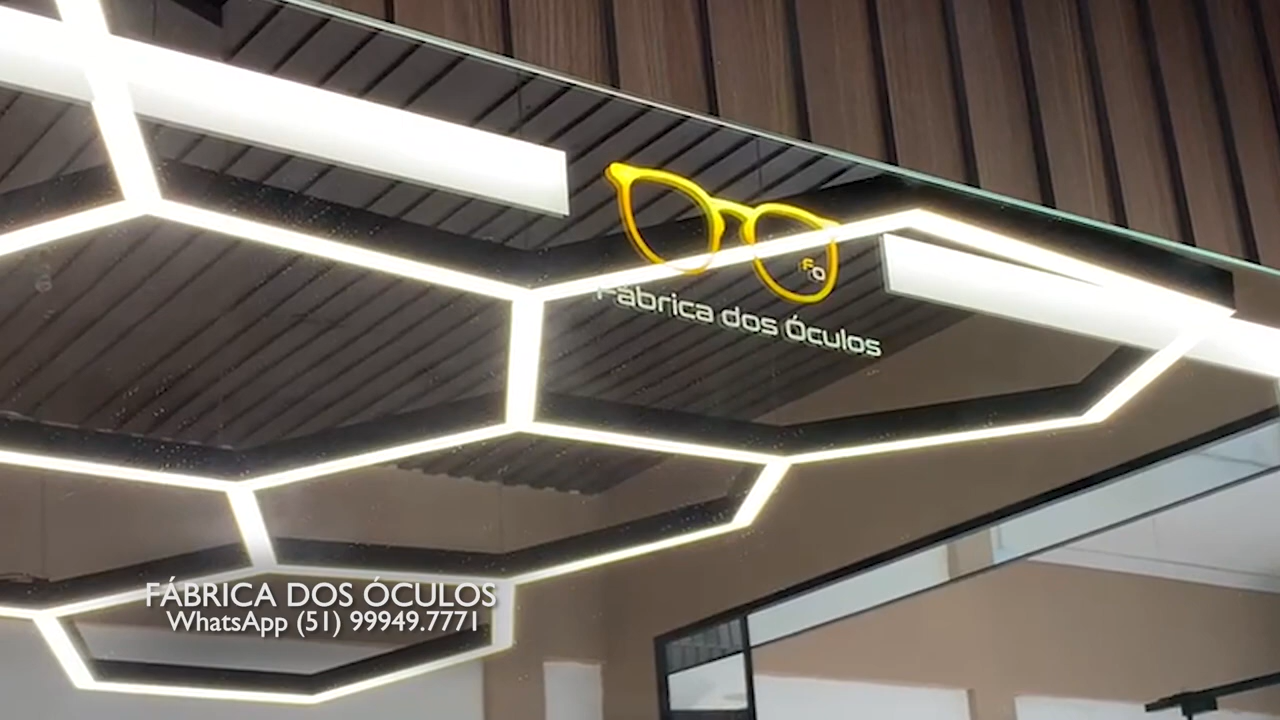 FO
Fábrica dos Óculos
FÁBRICA DOS ÓCULOS
WhatsApp (51) 99949.7771